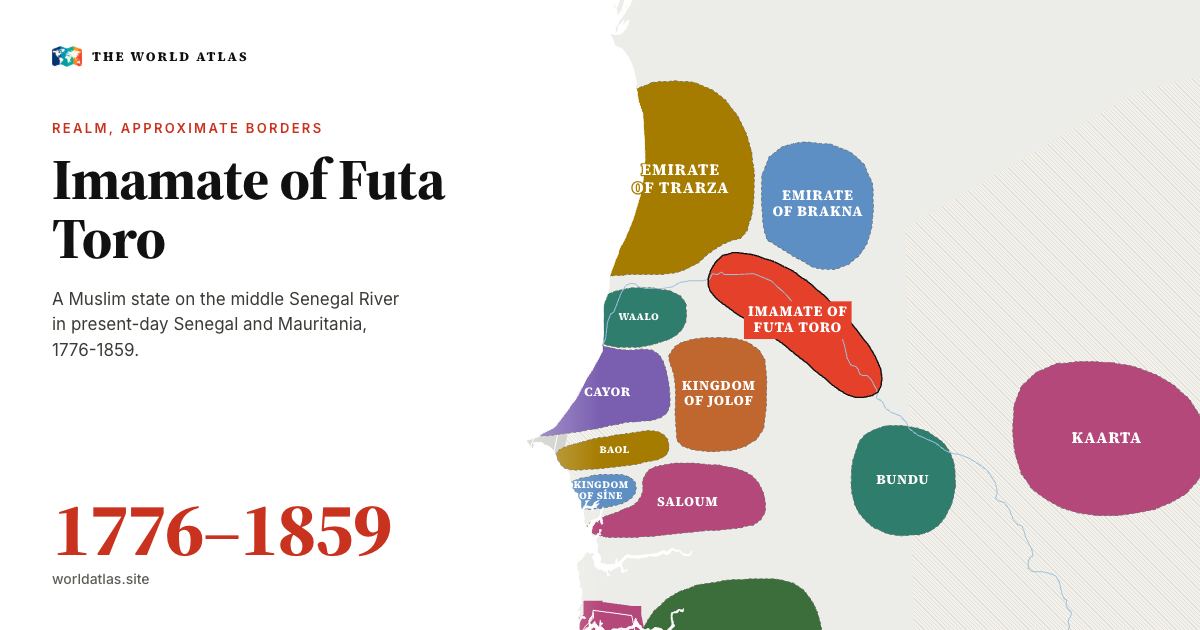 THE WORLD ATLAS
REALM, APPROXIMATE BORDERS
Imamate of Futa
Toro
A Muslim state on the middle Senegal River
in present-day Senegal and Mauritania,
1776-1859.
1776–1859
worldatlas.site
EMIRATE
OF TRARZA
EMIRATE
OF BRAKNA
IMAMATE OF
FUTA TORO
WAALO
CAYOR
KINGDOM
OF JOLOF
BAOL
KINGDOM
OF SÍNE
SALOUM
BUNDU
KAARTA